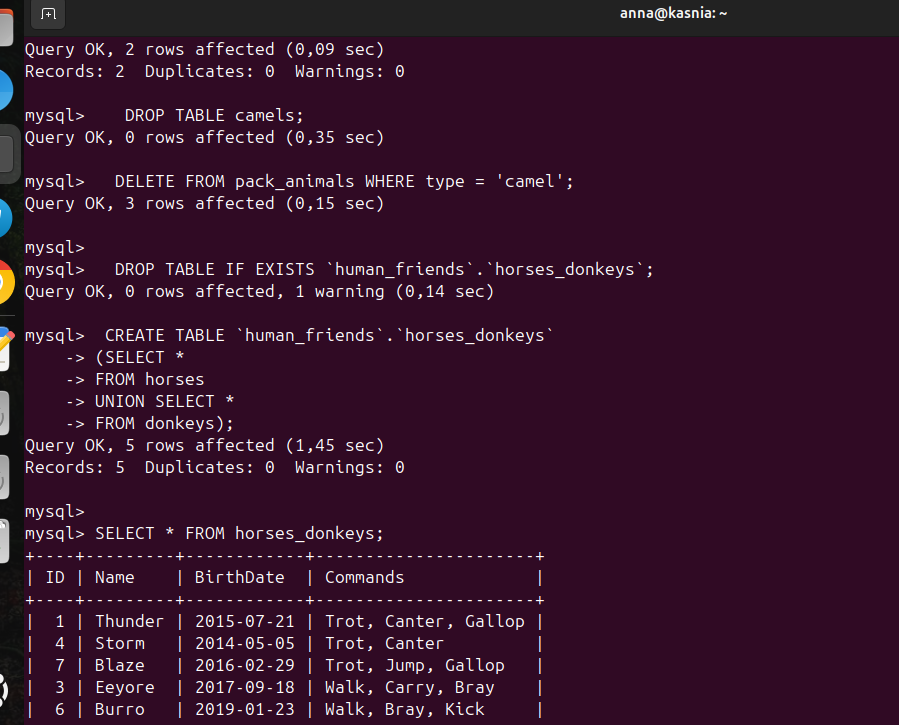 anna@kasnia: ~
Query OK, 2 rows affected (0,09 sec)
Records: 2  Duplicates: 0  Warnings: 0
mysql>    DROP TABLE camels;
Query OK, 0 rows affected (0,35 sec)
mysql>   DELETE FROM pack_animals WHERE type = 'camel';
Query OK, 3 rows affected (0,15 sec)
mysql>
mysql>   DROP TABLE IF EXISTS `human_friends`.`horses_donkeys`;
Query OK, 0 rows affected, 1 warning (0,14 sec)
mysql>  CREATE TABLE `human_friends`.`horses_donkeys`
    -> (SELECT *
    -> FROM horses
    -> UNION SELECT *
    -> FROM donkeys);
Query OK, 5 rows affected (1,45 sec)
Records: 5  Duplicates: 0  Warnings: 0
mysql>
mysql> SELECT * FROM horses_donkeys;
+----+---------+------------+----------------------+
| ID | Name    | BirthDate  | Commands             |
+----+---------+------------+----------------------+
|  1 | Thunder | 2015-07-21 | Trot, Canter, Gallop |
|  4 | Storm   | 2014-05-05 | Trot, Canter         |
|  7 | Blaze   | 2016-02-29 | Trot, Jump, Gallop   |
|  3 | Eeyore  | 2017-09-18 | Walk, Carry, Bray    |
|  6 | Burro   | 2019-01-23 | Walk, Bray, Kick     |